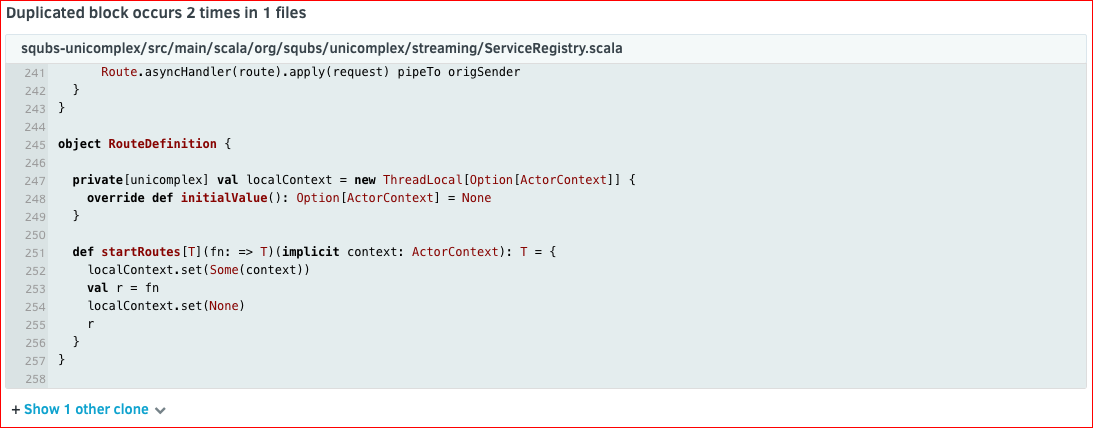 Duplicated block occurs 2 times in 1 files
squbs-unicomplex/src/main/scala/org/squbs/unicomplex/streaming/ServiceRegistry.scala
241       Route.asyncHandler(route).apply(request) pipeTo origSender
242   }
243 }
244
245 object RouteDefinition {
246
247   private[unicomplex] val localContext = new ThreadLocal[Option[ActorContext]] {
248     override def initialValue(): Option[ActorContext] = None
249   }
250
251   def startRoutes[T](fn: => T)(implicit context: ActorContext): T = {
252     localContext.set(Some(context))
253     val r = fn
254     localContext.set(None)
255     r
256   }
257 }
258
+ Show 1 other clone